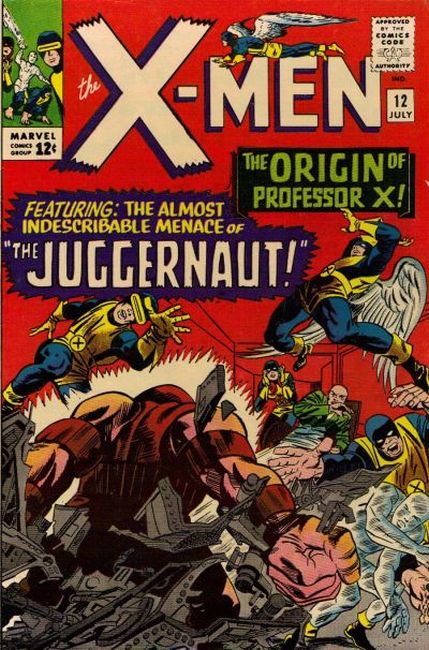 the
X-MEN
APPROVED
BY THE
COMICS
CODE
AUTHORITY
IND.
12
JULY
MARVEL
COMICS
GROUP
12¢
THE ORIGIN OF
PROFESSOR X!
FEATURING: THE ALMOST
INDESCRIBABLE MENACE OF
"THE JUGGERNAUT!"
X
X